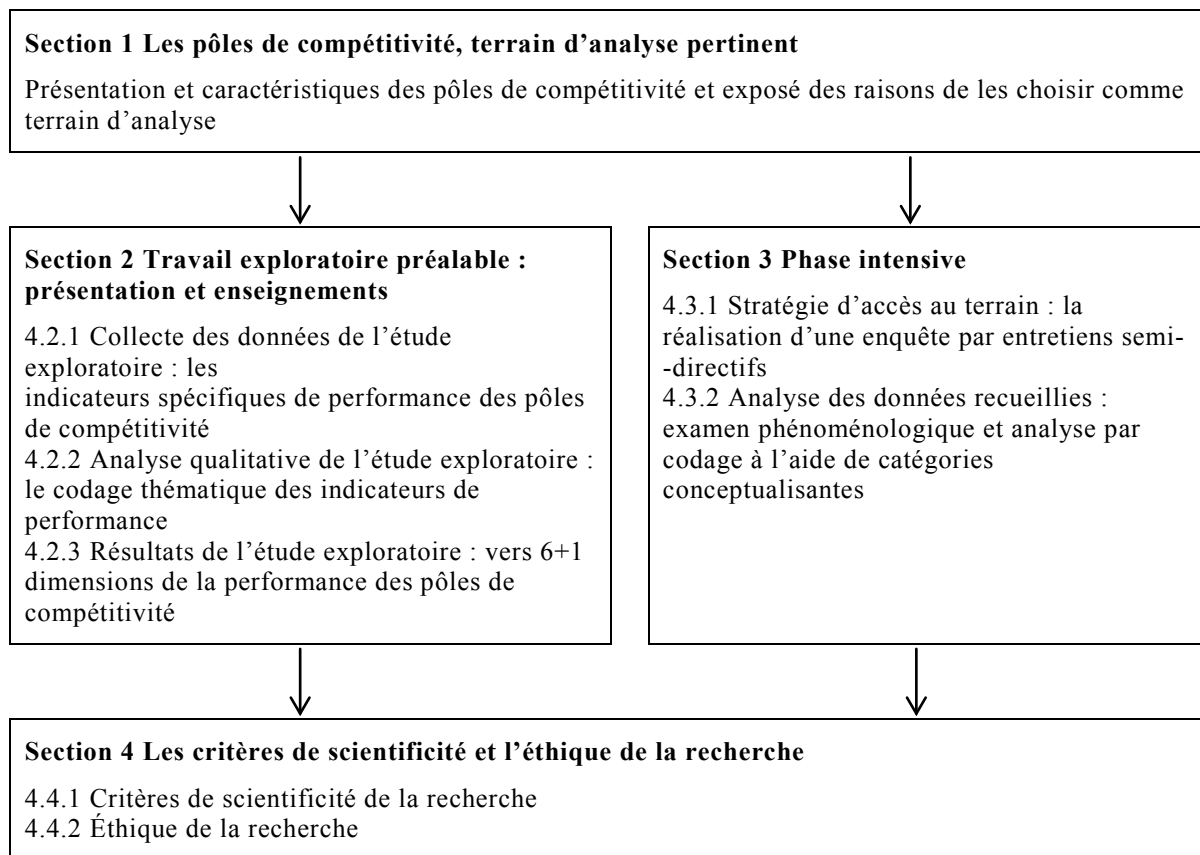 Section 1 Les pôles de compétitivité, terrain d’analyse pertinent
Présentation et caractéristiques des pôles de compétitivité et exposé des raisons de les choisir comme
terrain d’analyse
Section 2 Travail exploratoire préalable :
présentation et enseignements
4.2.1 Collecte des données de l’étude
exploratoire : les
indicateurs spécifiques de performance des pôles
de compétitivité
4.2.2 Analyse qualitative de l’étude exploratoire :
le codage thématique des indicateurs de
performance
4.2.3 Résultats de l’étude exploratoire : vers 6+1
dimensions de la performance des pôles de
compétitivité
Section 3 Phase intensive
4.3.1 Stratégie d’accès au terrain : la
réalisation d’une enquête par entretiens semi-
-directifs
4.3.2 Analyse des données recueillies :
examen phénoménologique et analyse par
codage à l’aide de catégories
conceptualisantes
Section 4 Les critères de scientificité et l’éthique de la recherche
4.4.1 Critères de scientificité de la recherche
4.4.2 Éthique de la recherche